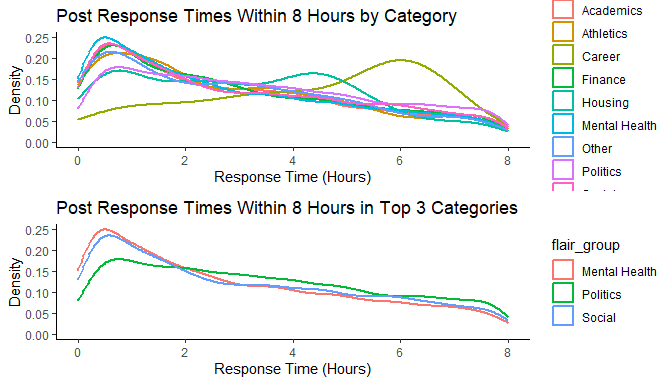 Post Response Times Within 8 Hours by Category
Density
0.25
0.20
0.15
0.10
0.05
0.00
0
2
4
6
8
Response Time (Hours)
Academics
Athletics
Career
Finance
Housing
Mental Health
Other
Politics
Post Response Times Within 8 Hours in Top 3 Categories
Density
0.25
0.20
0.15
0.10
0.05
0.00
0
2
4
6
8
Response Time (Hours)
flair_group
Mental Health
Politics
Social